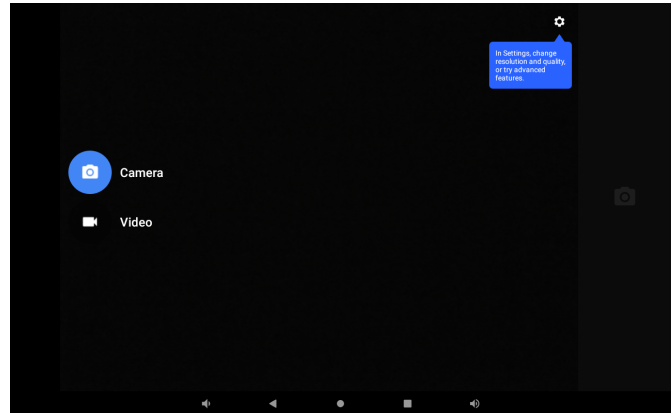 In Settings, change
resolution and quality,
or try advanced
features.
Camera
Video